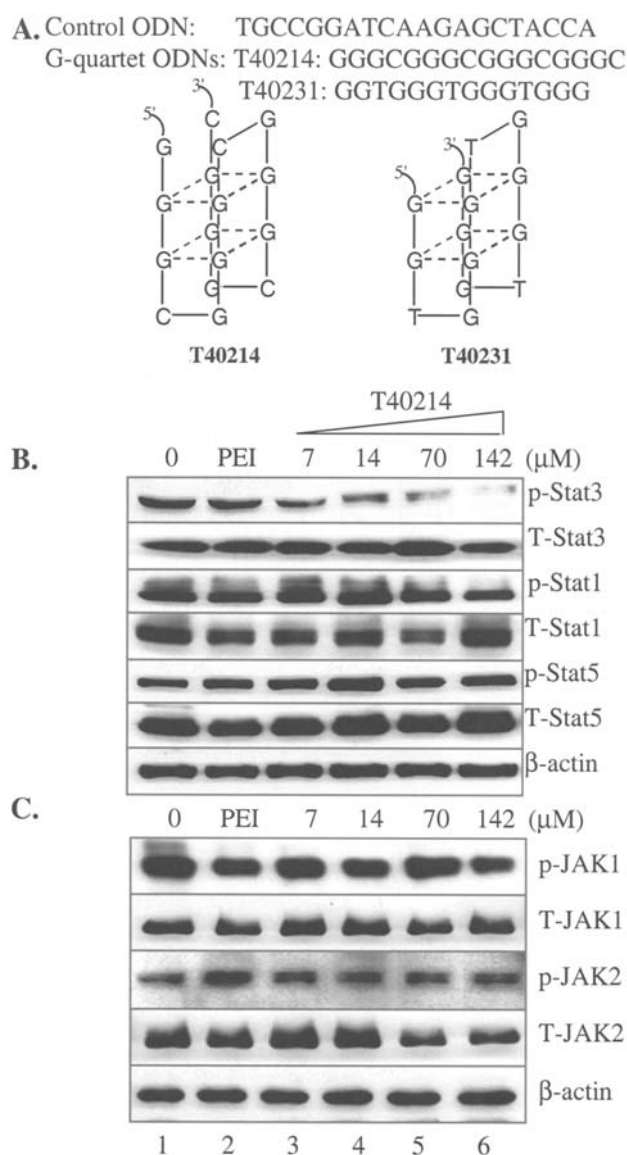 A. Control ODN: TGCCGGATCAAGAGCTACCA
G-quartet ODNs: T40214: GGGCGGGCGGGCGGGC
T40231: GGTGGGTGGGTGGG
3'
5' C G
G C
G
G G G
G
G G G
G C
C G
T40214
G
3' T
5' G
G G G
G
G G G
G T
T G
T40231
T40214
B. 0 PEI 7 14 70 142 (μM)
p-Stat3
T-Stat3
p-Stat1
T-Stat1
p-Stat5
T-Stat5
β-actin
C. 0 PEI 7 14 70 142 (μM)
p-JAK1
T-JAK1
p-JAK2
T-JAK2
β-actin
1 2 3 4 5 6